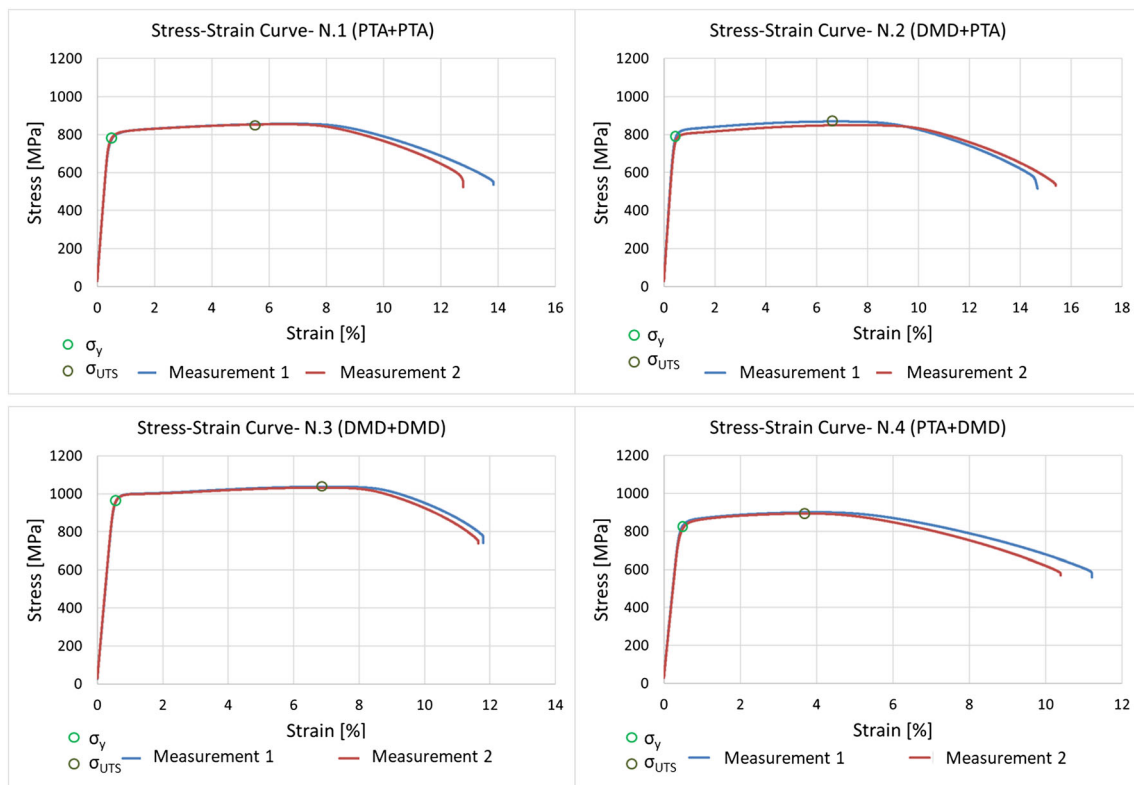 Stress-Strain Curve- N.1 (PTA+PTA)
Stress [MPa]
1200
1000
800
600
400
200
0
0 2 4 6 8 10 12 14 16
Strain [%]
σy
σUTS
Measurement 1
Measurement 2
Stress-Strain Curve- N.2 (DMD+PTA)
Stress [MPa]
1200
1000
800
600
400
200
0
0 2 4 6 8 10 12 14 16 18
Strain [%]
σy
σUTS
Measurement 1
Measurement 2
Stress-Strain Curve- N.3 (DMD+DMD)
Stress [MPa]
1200
1000
800
600
400
200
0
0 2 4 6 8 10 12 14
Strain [%]
σy
σUTS
Measurement 1
Measurement 2
Stress-Strain Curve- N.4 (PTA+DMD)
Stress [MPa]
1200
1000
800
600
400
200
0
0 2 4 6 8 10 12
Strain [%]
σy
σUTS
Measurement 1
Measurement 2